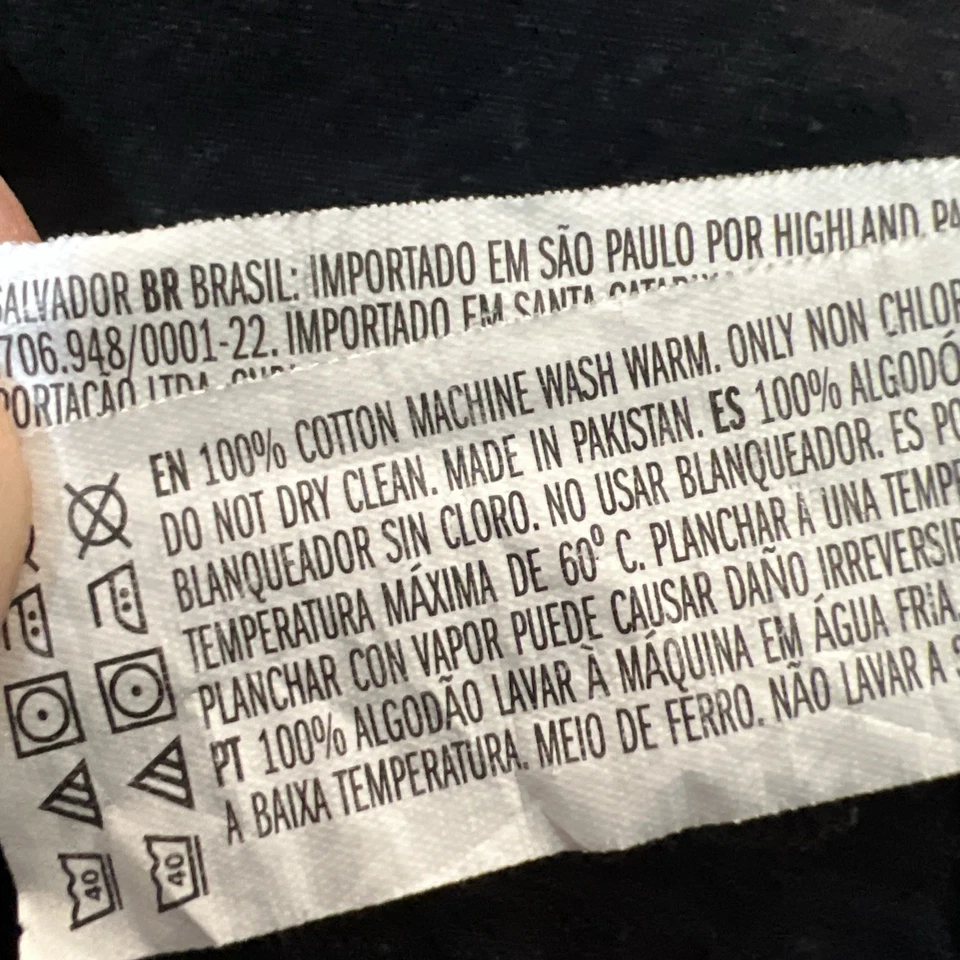 SALVADOR BR BRASIL: IMPORTADO EM SÃO PAULO POR HIGHLAND
706.948/0001-22. IMPORTADO EM SANTA
LTDA.
EN 100% COTTON MACHINE WASH WARM. ONLY NON
DO NOT DRY CLEAN. MADE IN PAKISTAN. ES 100%
BLANQUEADOR SIN CLORO. NO USAR BLANQUEADOR. ES
TEMPERATURA MÁXIMA DE 60º C. PLANCHAR A UNA
PLANCHAR CON VAPOR PUEDE CAUSAR DAÑO
PT 100% ALGODÃO LAVAR À MÁQUINA EM ÁGUA FRIA.
A BAIXA TEMPERATURA. MEIO DE FERRO. NÃO LAVAR A
40
40